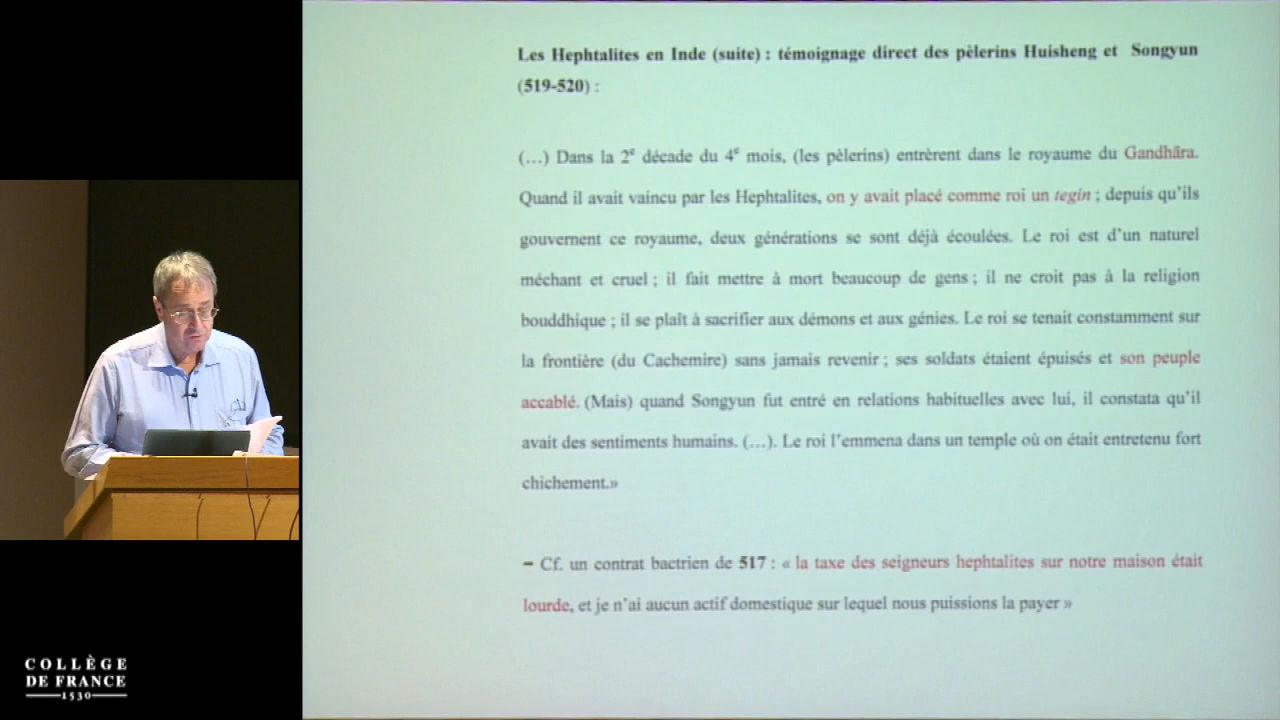 Les Hephtalites en Inde (suite) : témoignage direct des pèlerins Huisheng et Songyun
(519-520) :
(…) Dans la 2e décade du 4e mois, (les pèlerins) entrèrent dans le royaume du Gandhāra.
Quand il avait vaincu par les Hephtalites, on y avait placé comme roi un tegin ; depuis qu’ils
gouvernent ce royaume, deux générations se sont déjà écoulées. Le roi est d’un naturel
méchant et cruel ; il fait mettre à mort beaucoup de gens ; il ne croit pas à la religion
bouddhique ; il se plaît à sacrifier aux démons et aux génies. Le roi se tenait constamment sur
la frontière (du Cachemire) sans jamais revenir ; ses soldats étaient épuisés et son peuple
accablé. (Mais) quand Songyun fut entré en relations habituelles avec lui, il constata qu’il
avait des sentiments humains. (…). Le roi l’emmena dans un temple où on était entretenu fort
chichement.»
– Cf. un contrat bactrien de 517 : « la taxe des seigneurs hephtalites sur notre maison était
lourde, et je n’ai aucun actif domestique sur lequel nous puissions la payer »
COLLÈGE
DE FRANCE
1530